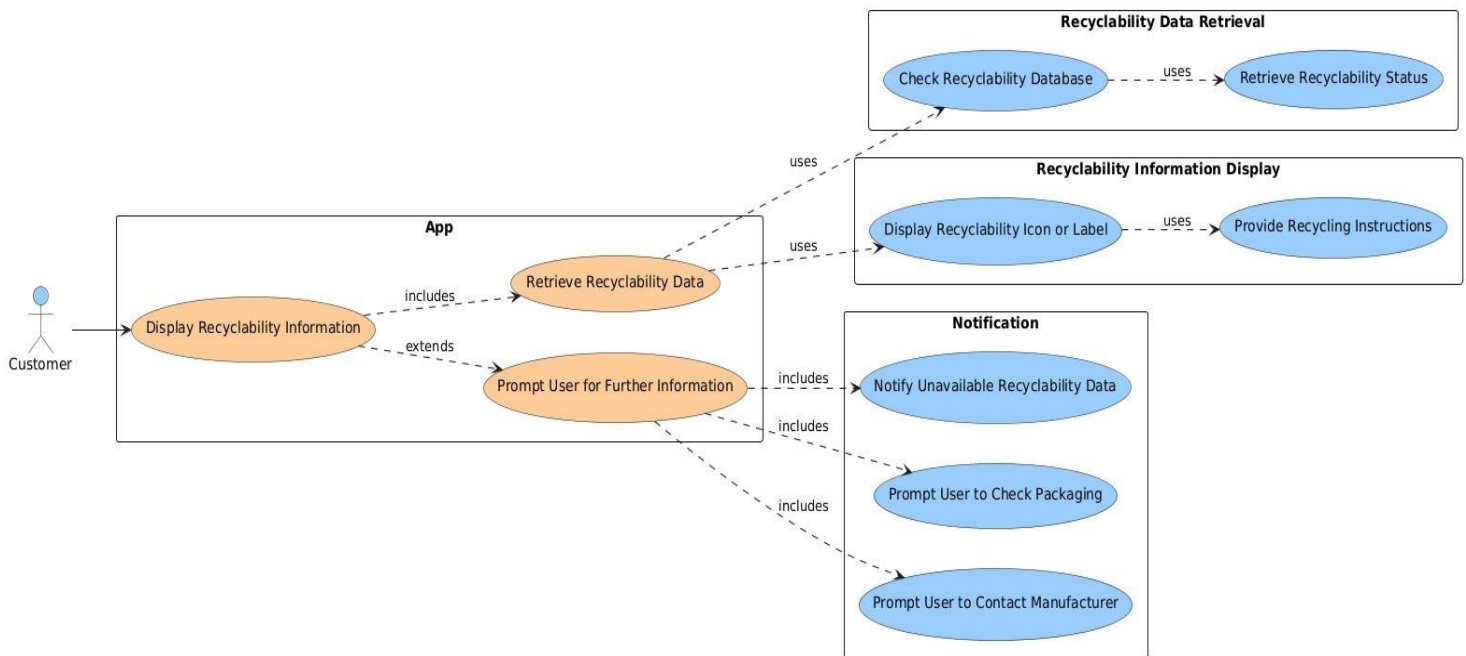 Recyclability Data Retrieval
Check Recyclability Database
uses
Retrieve Recyclability Status
uses
Recyclability Information Display
Display Recyclability Icon or Label
uses
Provide Recycling Instructions
App
uses
Retrieve Recyclability Data
includes
Display Recyclability Information
Customer
extends
Prompt User for Further Information
Notification
includes
Notify Unavailable Recyclability Data
includes
Prompt User to Check Packaging
includes
Prompt User to Contact Manufacturer